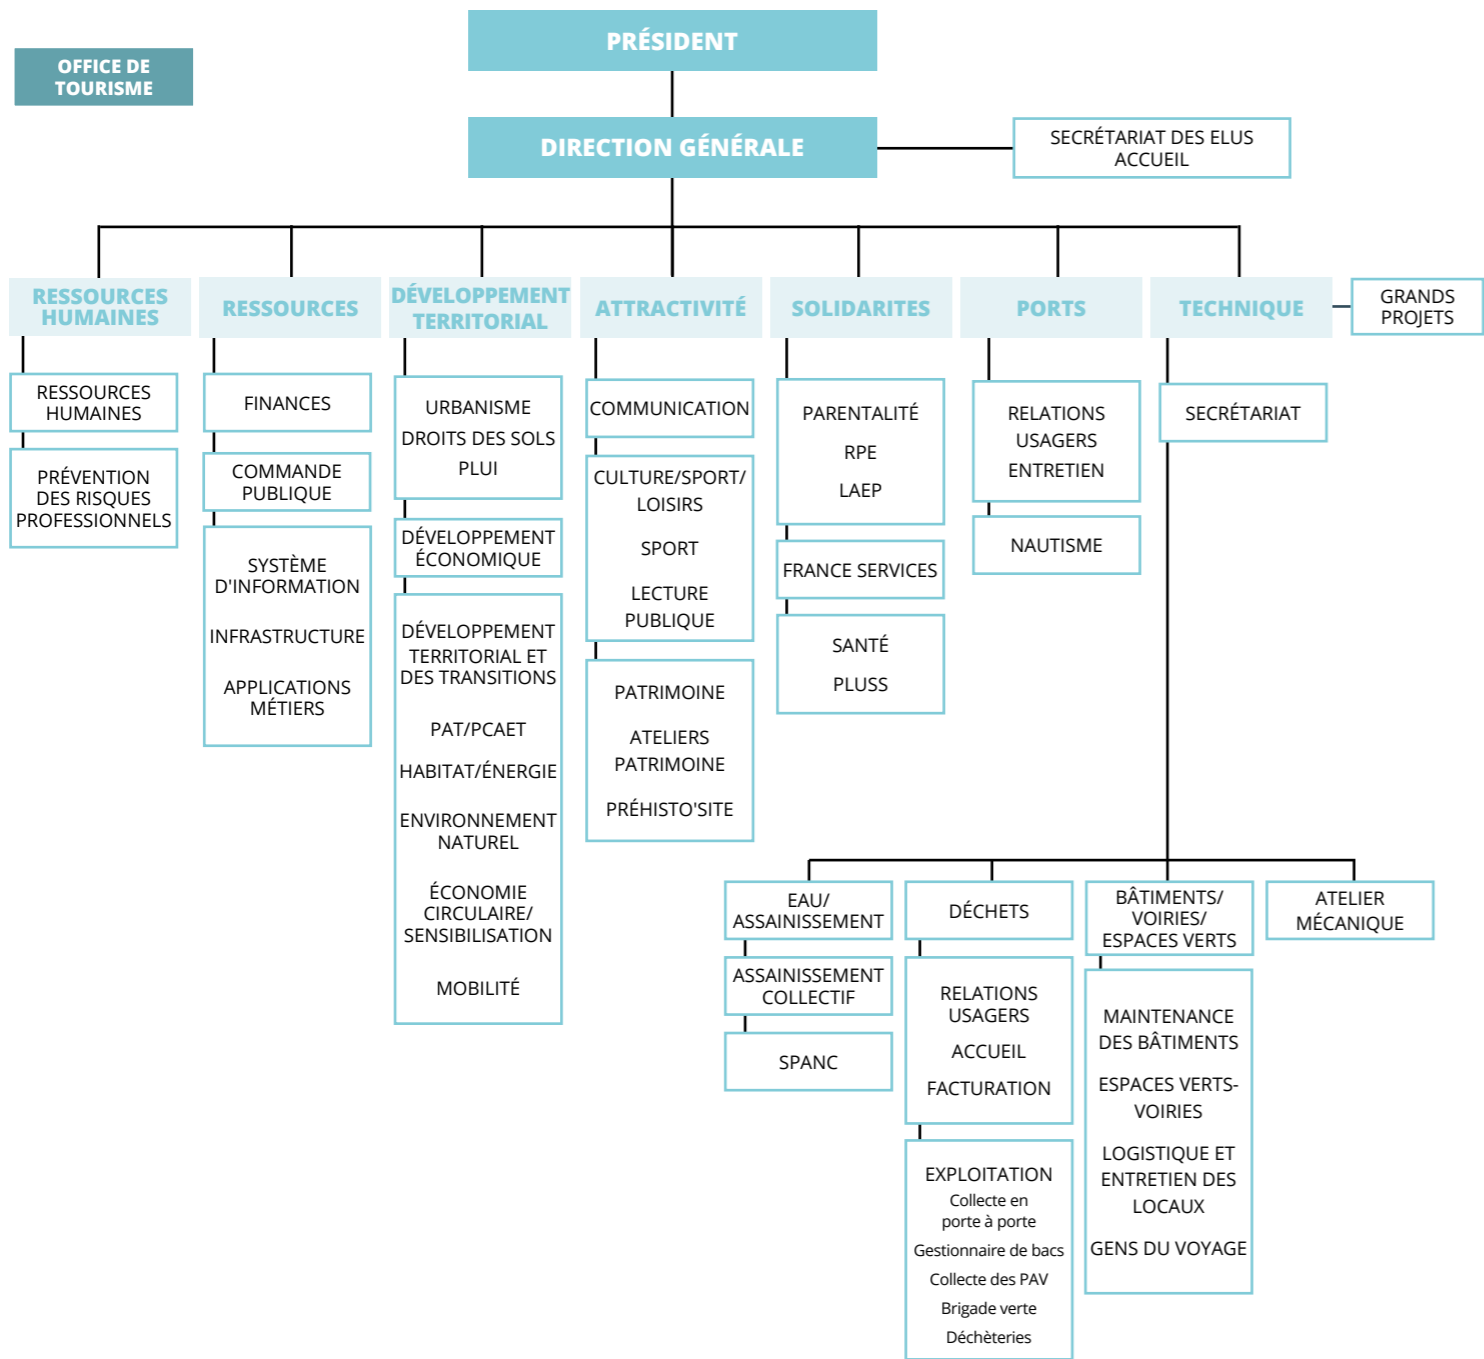 PRÉSIDENT
OFFICE DE
TOURISME
DIRECTION GÉNÉRALE
SECRÉTARIAT DES ELUS
ACCUEIL
RESSOURCES
HUMAINES
RESSOURCES
DÉVELOPPEMENT
TERRITORIAL
ATTRACTIVITÉ
SOLIDARITES
PORTS
TECHNIQUE
GRANDS
PROJETS
RESSOURCES
HUMAINES
PRÉVENTION
DES RISQUES
PROFESSIONNELS
FINANCES
COMMANDE
PUBLIQUE
SYSTÈME
D'INFORMATION
INFRASTRUCTURE
APPLICATIONS
MÉTIERS
URBANISME
DROITS DES SOLS
PLUI
DÉVELOPPEMENT
ÉCONOMIQUE
DÉVELOPPEMENT
TERRITORIAL ET
DES TRANSITIONS
PAT/PCAET
HABITAT/ÉNERGIE
ENVIRONNEMENT
NATUREL
ÉCONOMIE
CIRCULAIRE/
SENSIBILISATION
MOBILITÉ
COMMUNICATION
CULTURE/SPORT/
LOISIRS
SPORT
LECTURE
PUBLIQUE
PATRIMOINE
ATELIERS
PATRIMOINE
PRÉHISTO'SITE
PARENTALITÉ
RPE
LAEP
FRANCE SERVICES
SANTÉ
PLUSS
RELATIONS
USAGERS
ENTRETIEN
NAUTISME
SECRÉTARIAT
EAU/
ASSAINISSEMENT
ASSAINISSEMENT
COLLECTIF
SPANC
DÉCHETS
RELATIONS
USAGERS
ACCUEIL
FACTURATION
EXPLOITATION
Collecte en
porte à porte
Gestionnaire de bacs
Collecte des PAV
Brigade verte
Déchèteries
BÂTIMENTS/
VOIRIES/
ESPACES VERTS
MAINTENANCE
DES BÂTIMENTS
ESPACES VERTS-
VOIRIES
LOGISTIQUE ET
ENTRETIEN DES
LOCAUX
GENS DU VOYAGE
ATELIER
MÉCANIQUE